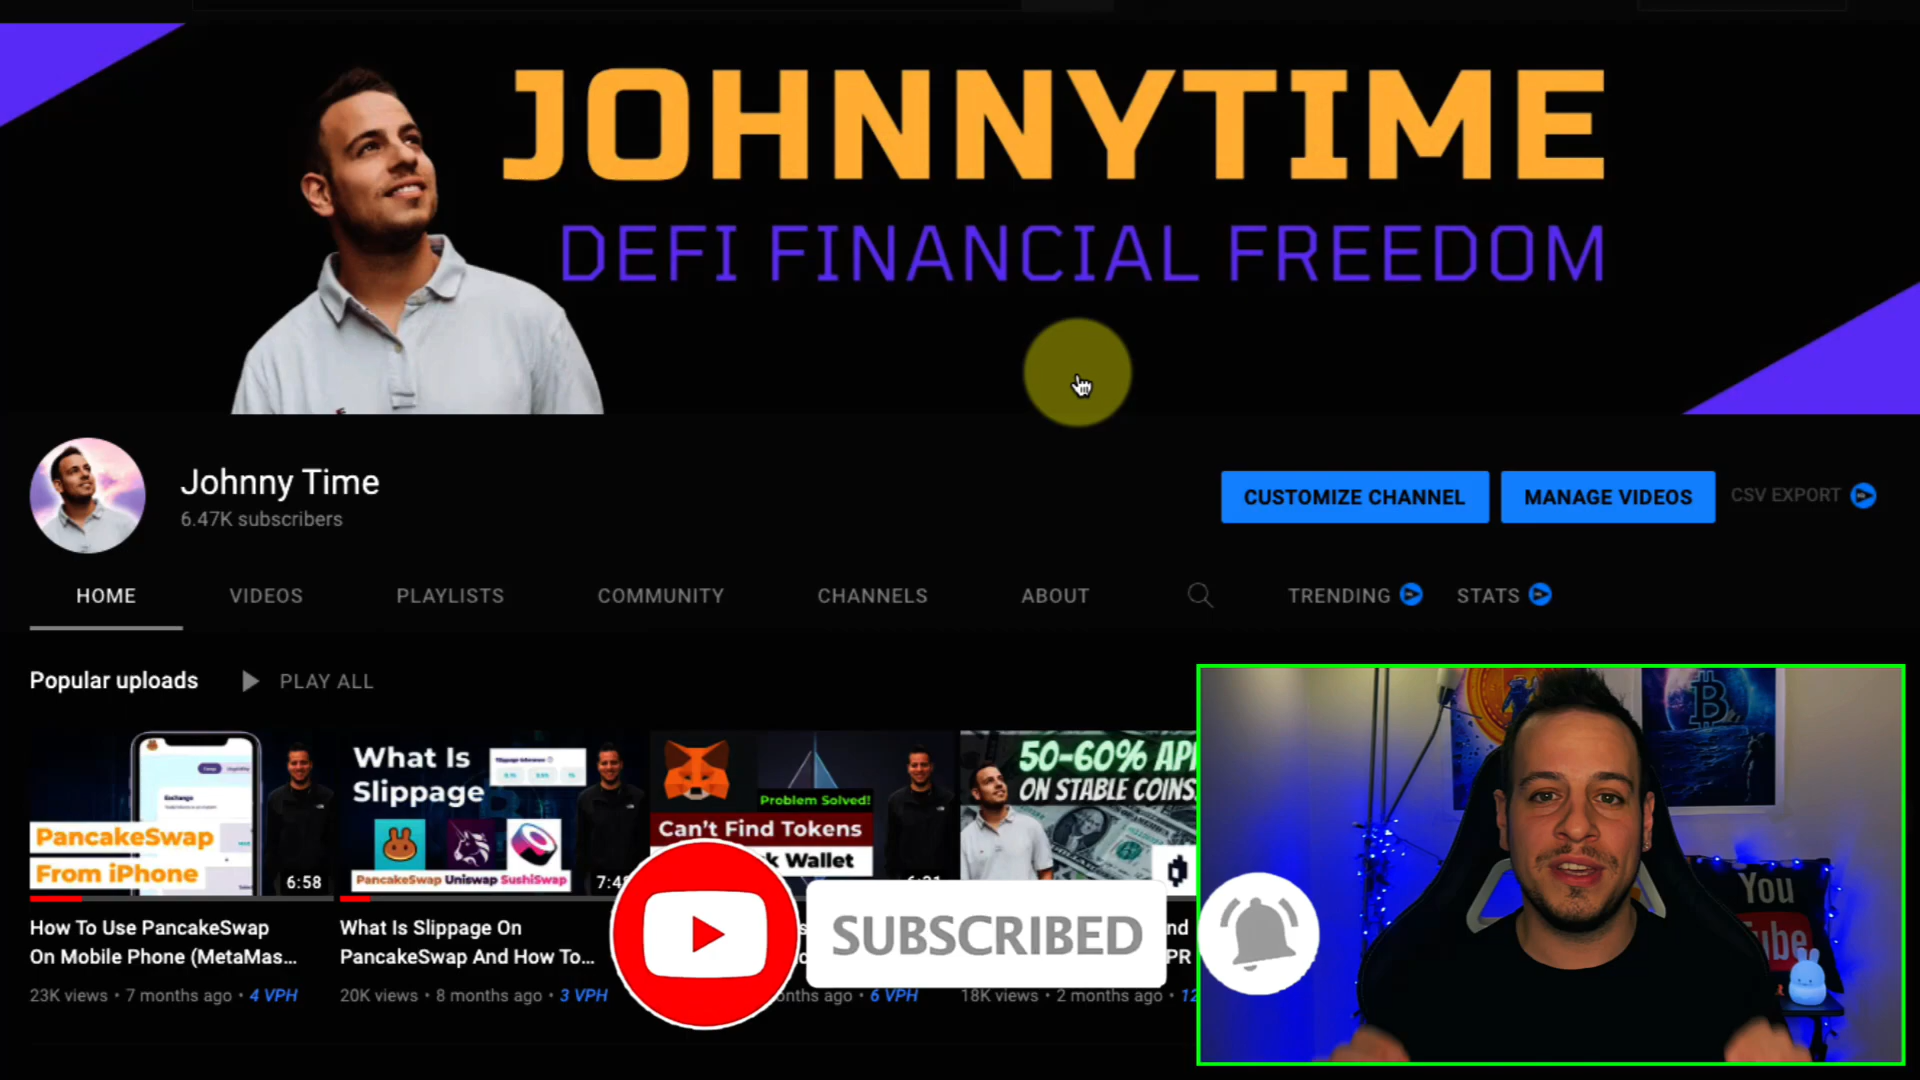 JOHNNYTIME
DEFI FINANCIAL FREEDOM
Johnny Time
6.47K subscribers
CUSTOMIZE CHANNEL
MANAGE VIDEOS
CSV EXPORT
HOME
VIDEOS
PLAYLISTS
COMMUNITY
CHANNELS
ABOUT
TRENDING
STATS
Popular uploads
PLAY ALL
Exchange
PancakeSwap
From iPhone
6:58
What Is
Slippage
PancakeSwap Uniswap SushiSwap
Problem Solved!
Can't Find Tokens
Wallet
50-60%
ON STABLE COINS
How To Use PancakeSwap
On Mobile Phone (MetaMas...
23K views • 7 months ago • 4 VPH
What Is Slippage On
PancakeSwap And How To...
20K views • 8 months ago • 3 VPH
ago • 6 VPH
18K views • 2 months ago •
SUBSCRIBED
You